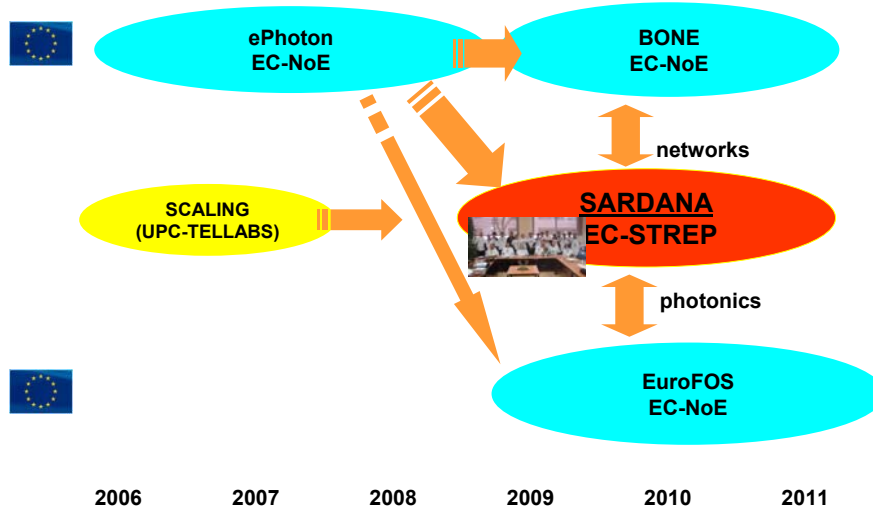 ePhoton
EC-NoE
BONE
EC-NoE
networks
SCALING
(UPC-TELLABS)
SARDANA
EC-STREP
photonics
EuroFOS
EC-NoE
2006 2007 2008 2009 2010 2011